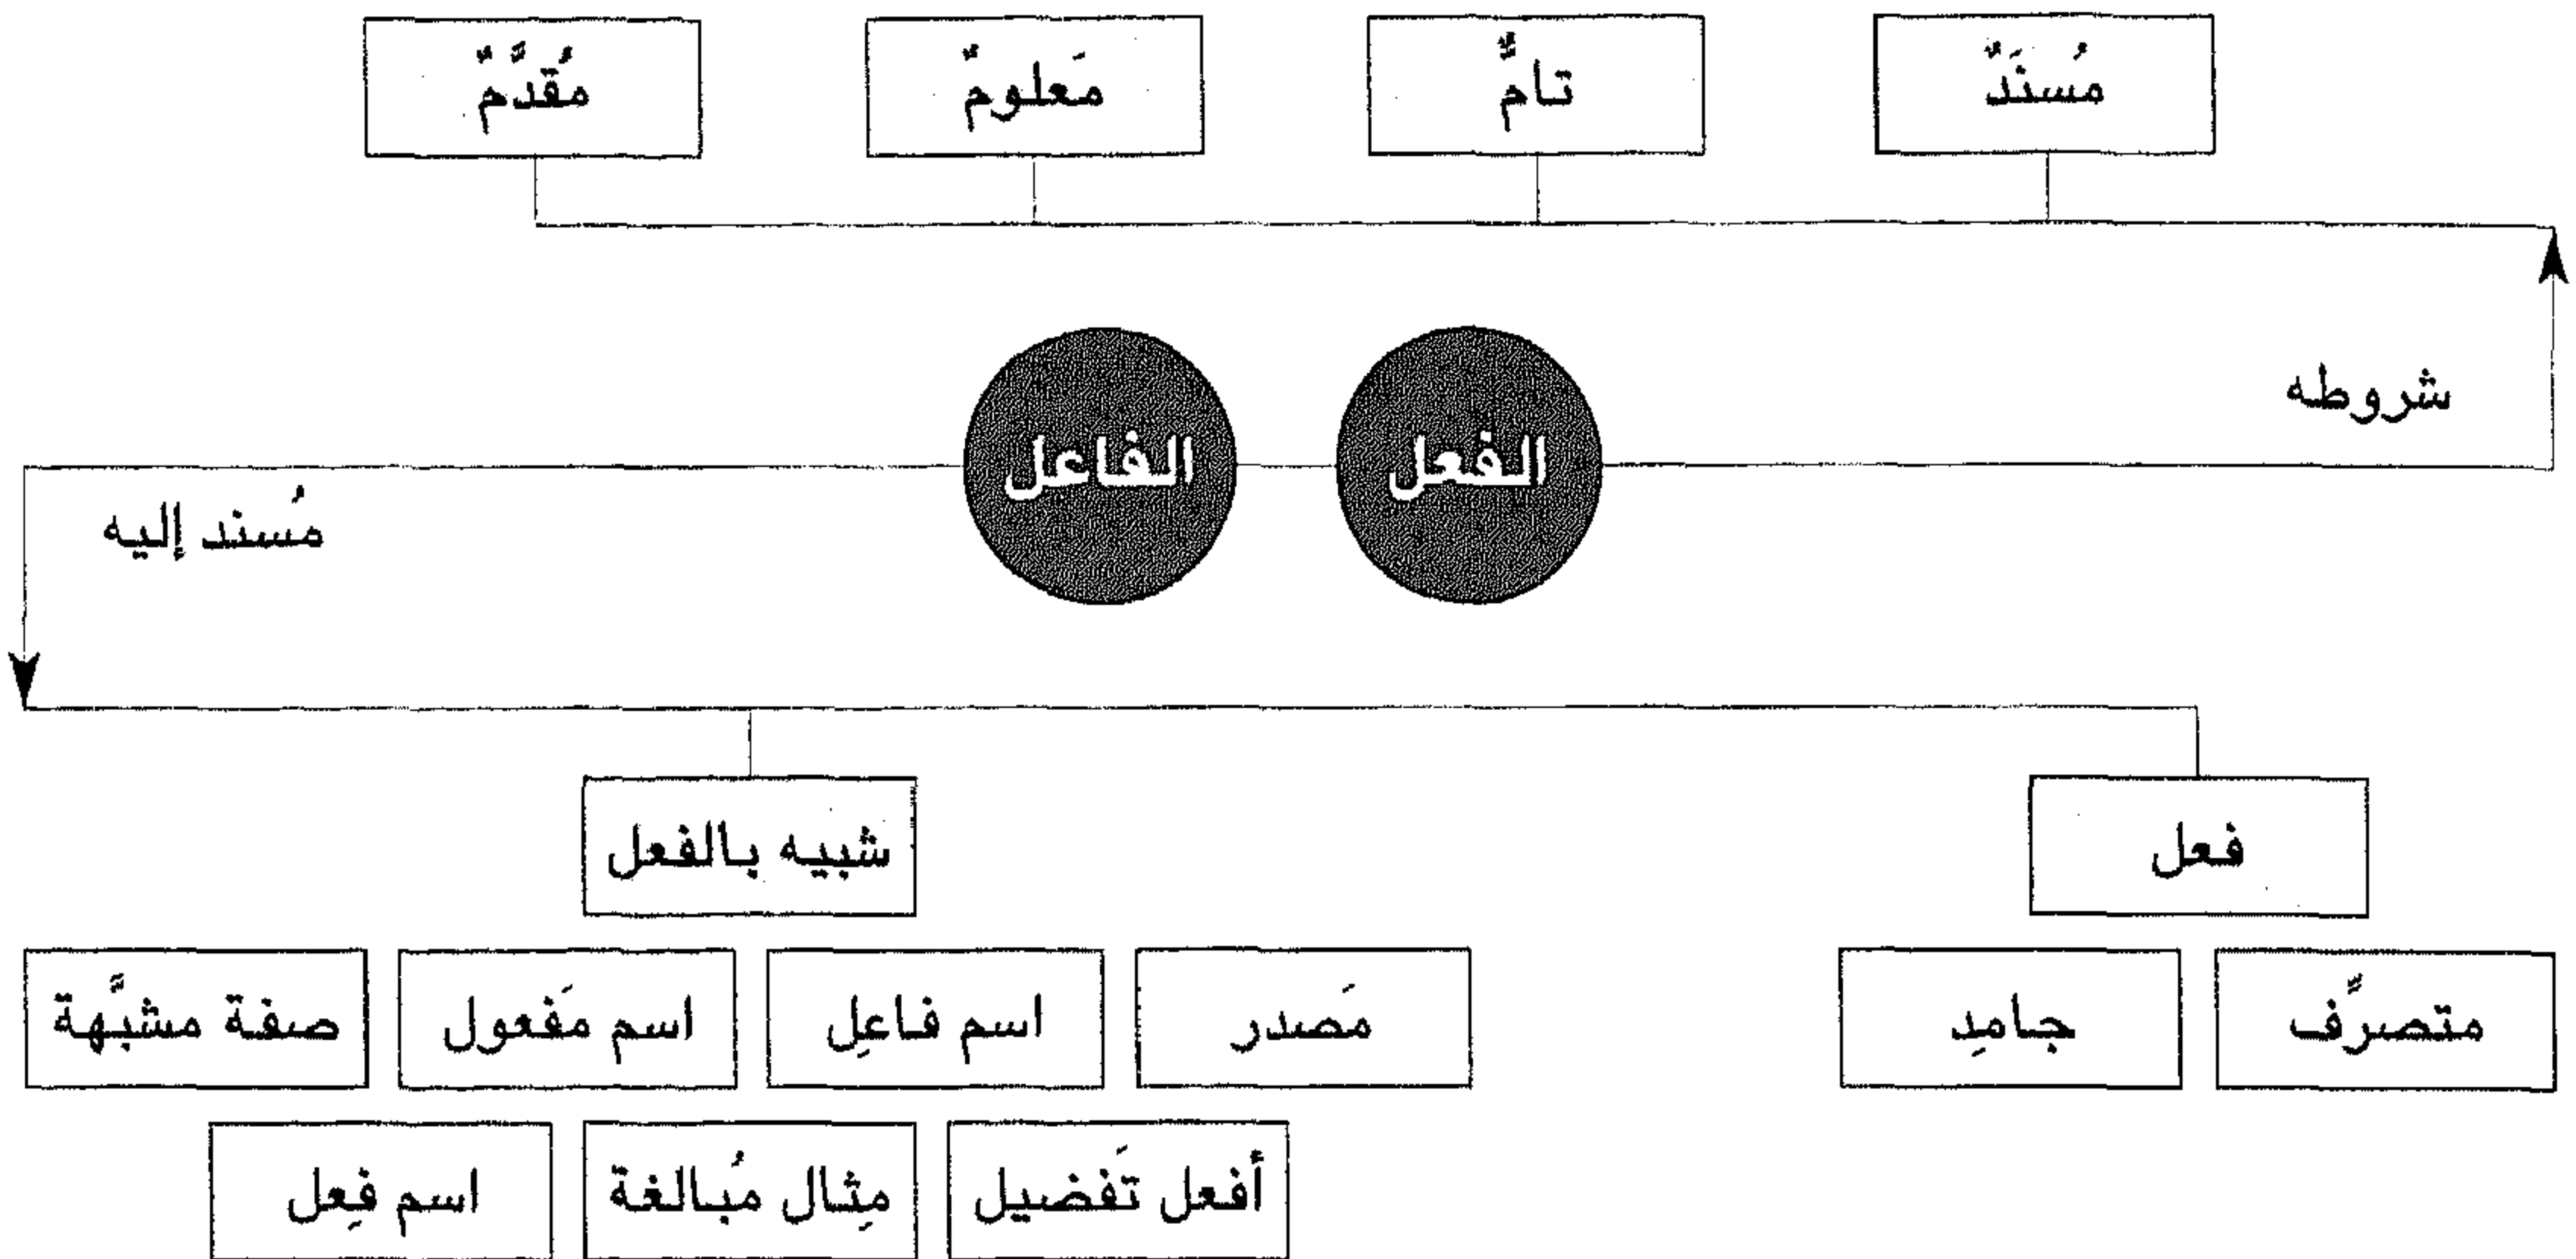 مُسنَدٌ تامٌّ مَعلومٌ مُقدَّمٌ
شروطه
الفعل الفاعل
مُسند إليه
فعل شبيه بالفعل
متصرِّف جامِد مَصدر اسم فاعِل اسم مَفعول صفة مشبَّهة
أفعل تَفضيل مِثال مُبالغة اسم فِعل